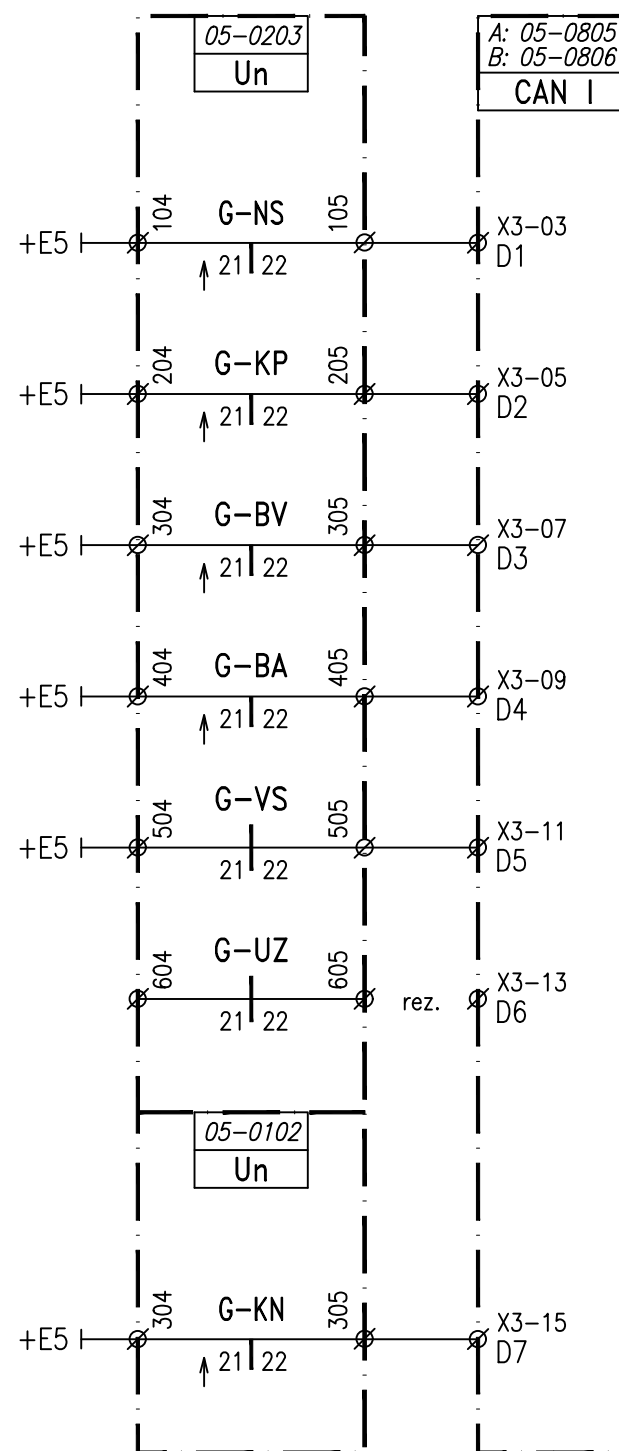 05-0203
Un
A: 05-0805
B: 05-0806
CAN I
+E5 104 G-NS 105 X3-03
21 22 D1
+E5 204 G-KP 205 X3-05
21 22 D2
+E5 304 G-BV 305 X3-07
21 22 D3
+E5 404 G-BA 405 X3-09
21 22 D4
+E5 504 G-VS 505 X3-11
21 22 D5
604 G-UZ 605 rez. X3-13
21 22 D6
05-0102
Un
+E5 304 G-KN 305 X3-15
21 22 D7